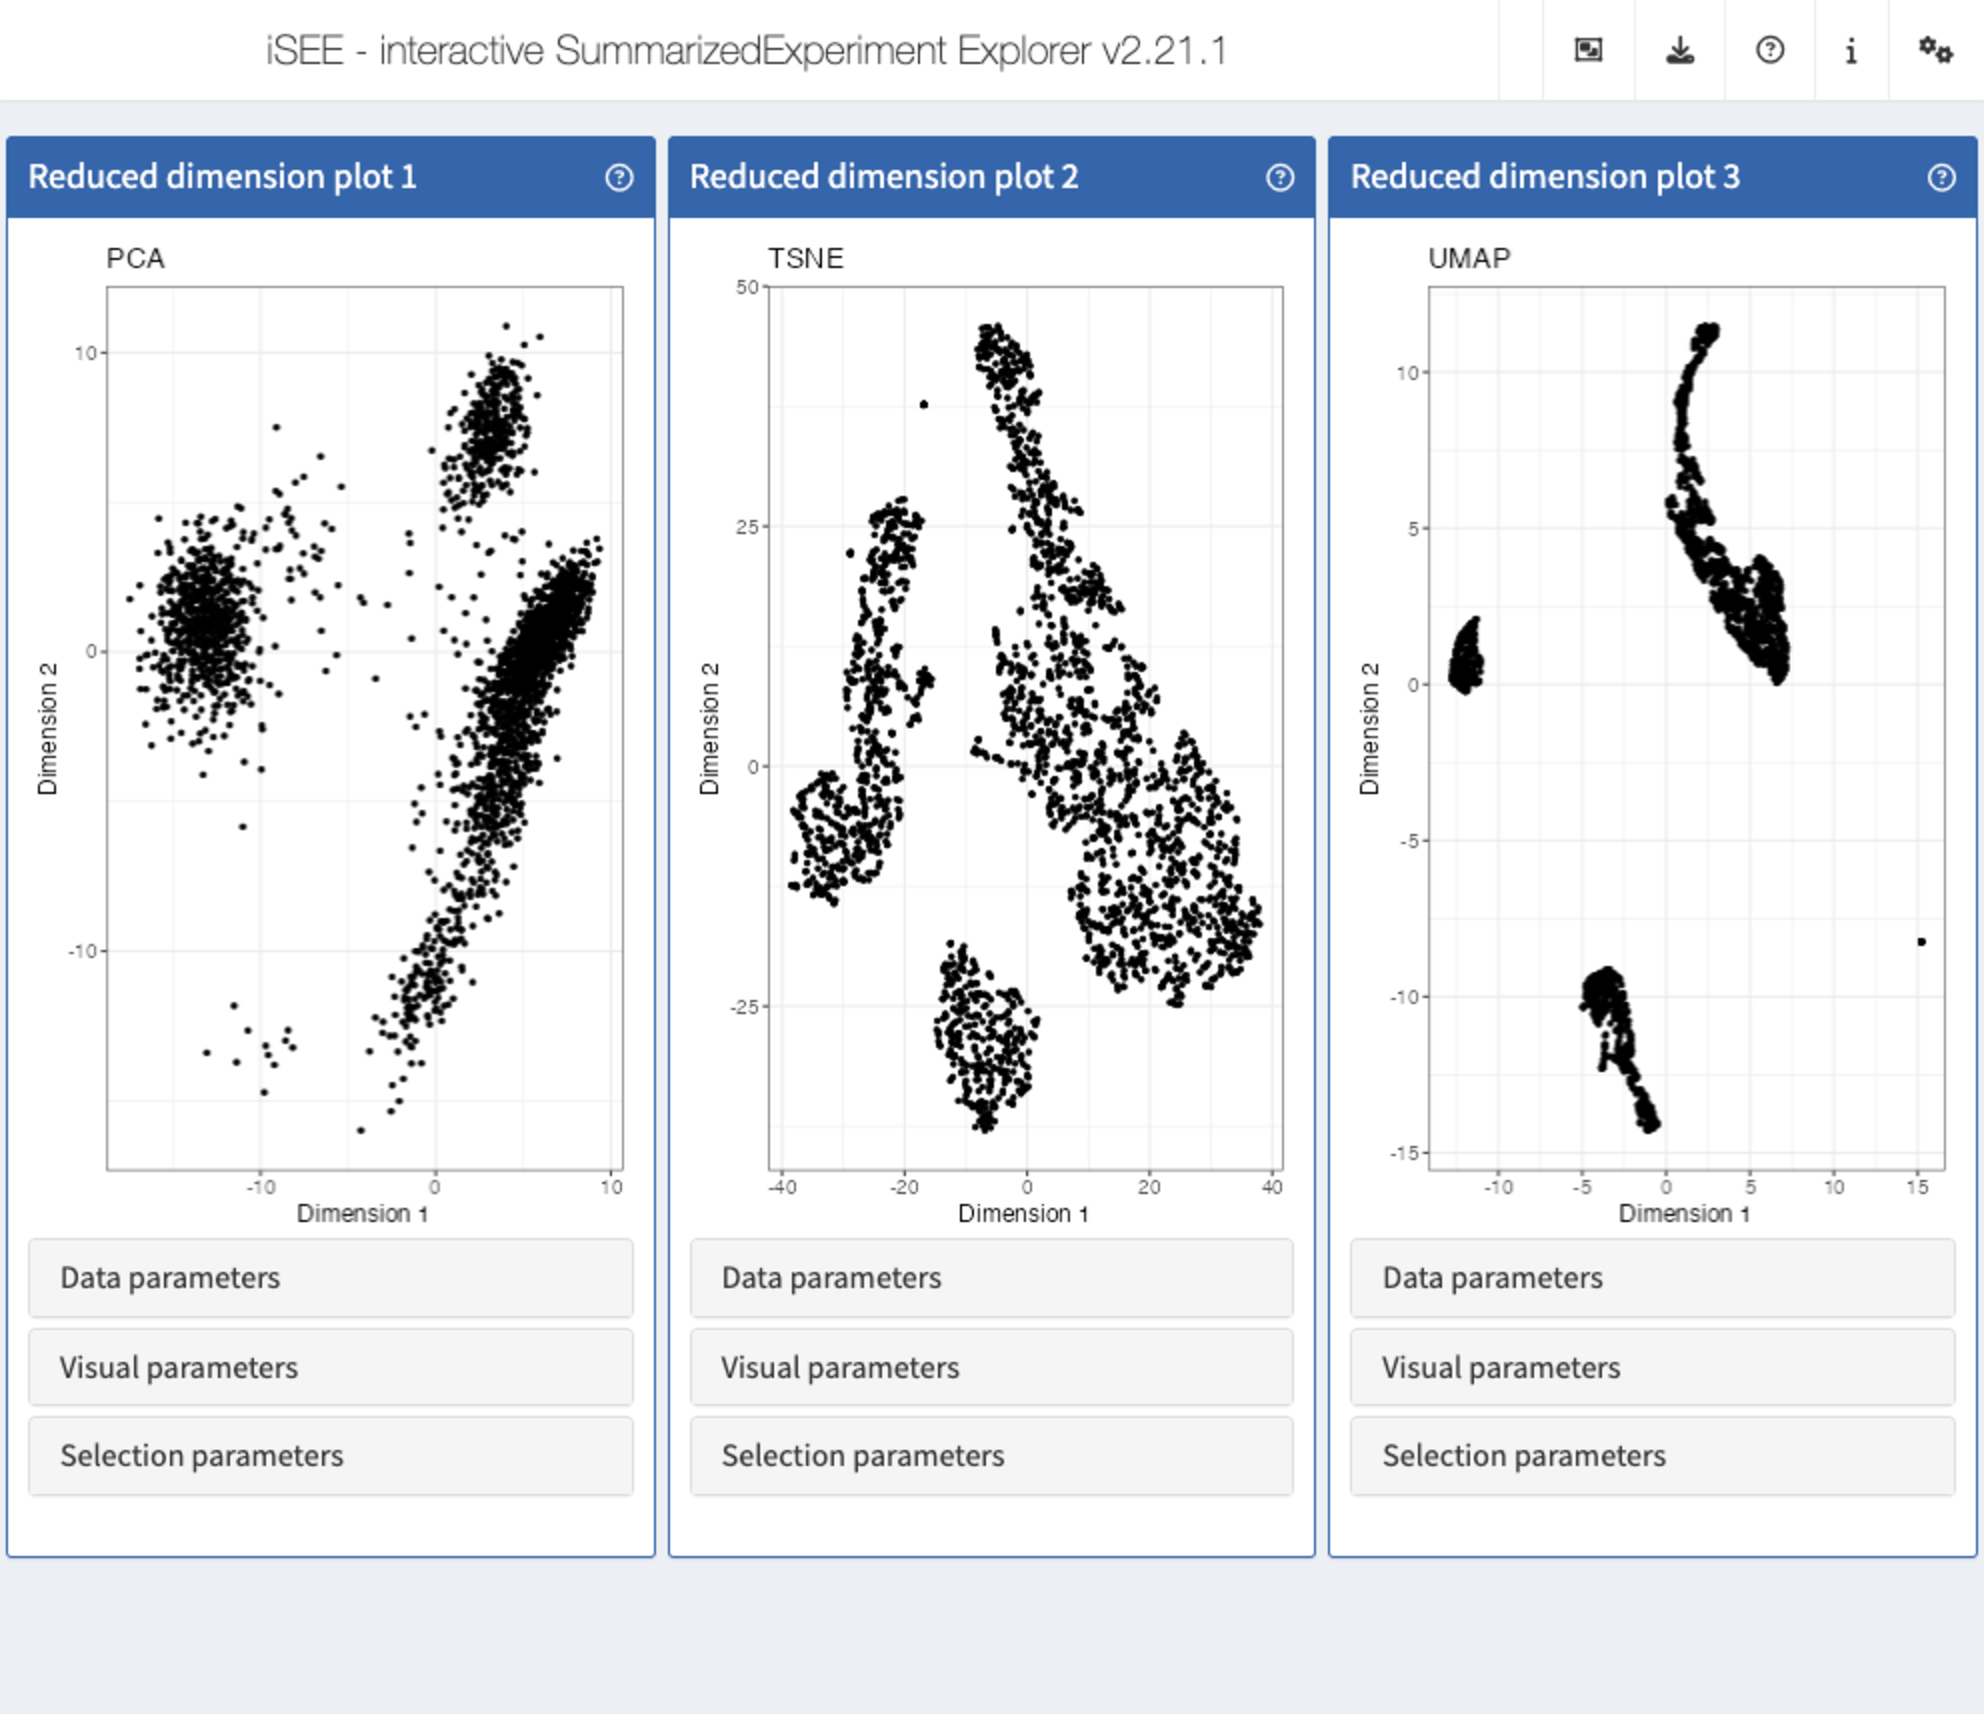 iSEE - interactive SummarizedExperiment Explorer v2.21.1
Reduced dimension plot 1
PCA
10
0
-10
Dimension 2
-10 0 10
Dimension 1
Data parameters
Visual parameters
Selection parameters
Reduced dimension plot 2
TSNE
50
25
0
-25
Dimension 2
-40 -20 0 20 40
Dimension 1
Data parameters
Visual parameters
Selection parameters
Reduced dimension plot 3
UMAP
10
5
0
-5
-10
-15
Dimension 2
-10 -5 0 5 10 15
Dimension 1
Data parameters
Visual parameters
Selection parameters